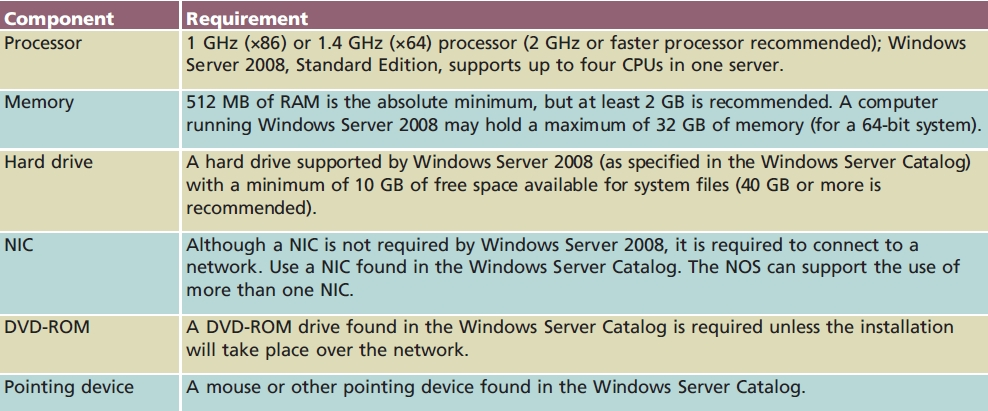 Component Requirement
Processor 1 GHz (×86) or 1.4 GHz (×64) processor (2 GHz or faster processor recommended); Windows
Server 2008, Standard Edition, supports up to four CPUs in one server.
Memory 512 MB of RAM is the absolute minimum, but at least 2 GB is recommended. A computer
running Windows Server 2008 may hold a maximum of 32 GB of memory (for a 64-bit system).
Hard drive A hard drive supported by Windows Server 2008 (as specified in the Windows Server Catalog)
with a minimum of 10 GB of free space available for system files (40 GB or more is
recommended).
NIC Although a NIC is not required by Windows Server 2008, it is required to connect to a
network. Use a NIC found in the Windows Server Catalog. The NOS can support the use of
more than one NIC.
DVD-ROM A DVD-ROM drive found in the Windows Server Catalog is required unless the installation
will take place over the network.
Pointing device A mouse or other pointing device found in the Windows Server Catalog.